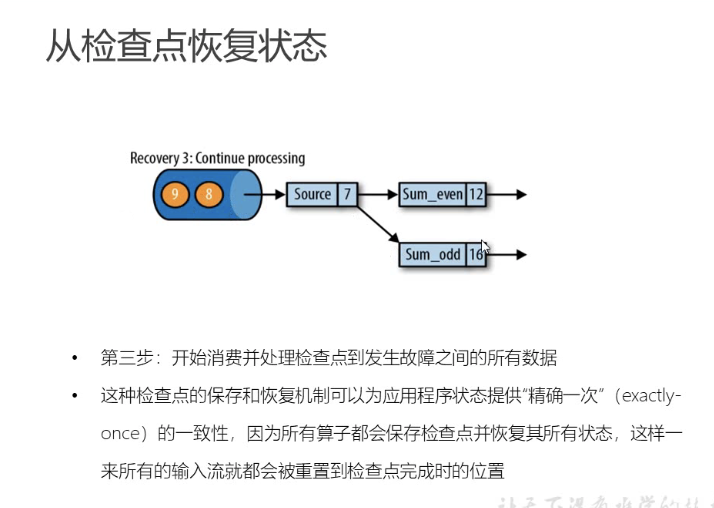 从检查点恢复状态
Recovery 3: Continue processing
9 8 Source 7 Sum_even 12
Sum_odd 16
• 第三步：开始消费并处理检查点到发生故障之间的所有数据
• 这种检查点的保存和恢复机制可以为应用程序状态提供“精确一次”（exactly-
once）的一致性，因为所有算子都会保存检查点并恢复其所有状态，这样一
来所有的输入流就都会被重置到检查点完成时的位置